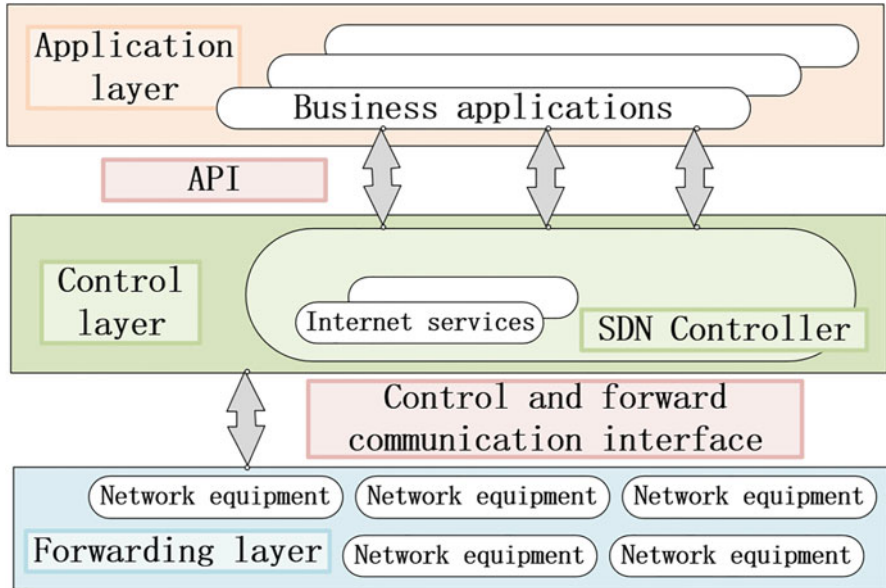 Application
layer
Business applications
API
Control
layer
Internet services
SDN Controller
Control and forward
communication interface
Network equipment
Network equipment
Network equipment
Forwarding layer
Network equipment
Network equipment